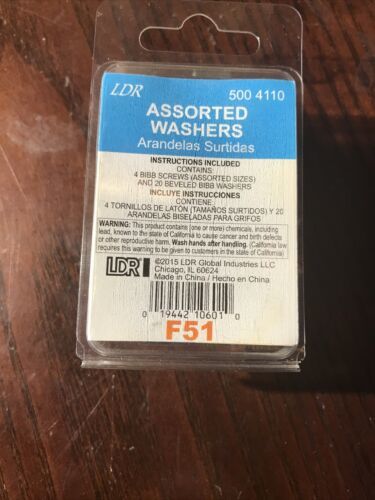 LDR
500 4110
ASSORTED
WASHERS
Arandelas Surtidas
INSTRUCTIONS INCLUDED
CONTAINS:
4 BIBB SCREWS (ASSORTED SIZES)
AND 20 BEVELED BIBB WASHERS
INCLUYE INSTRUCCIONES
CONTIENE:
4 TORNILLOS DE LATÓN (TAMAÑOS SURTIDOS) Y 20
ARANDELAS BISELADAS PARA GRIFOS
WARNING: This product contains (one or more) chemicals, including
lead, known to the state of California to cause cancer and birth defects
or other reproductive harm. Wash hands after handling. (California law
requires this warning to be given to customers in the state of California)
LDR
©2015 LDR Global Industries LLC
Chicago, IL 60624
Made in China / Hecho en China
0 19442 10601 0
F51